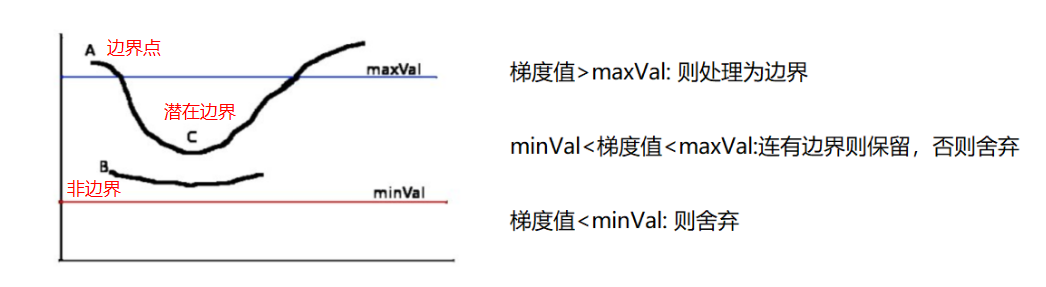 A 边界点
maxVal
潜在边界
C
B
非边界
minVal
梯度值>maxVal: 则处理为边界
minVal<梯度值<maxVal:连有边界则保留，否则舍弃
梯度值<minVal: 则舍弃